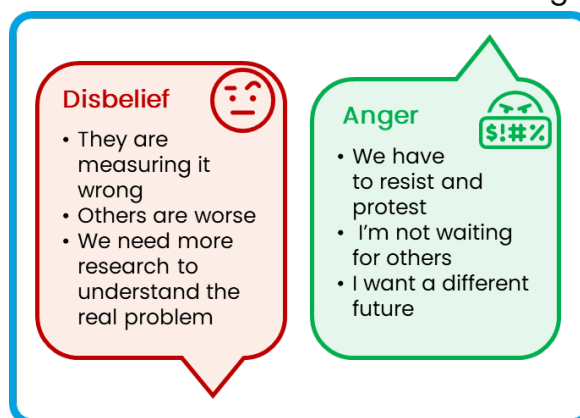 Disbelief
• They are
measuring it
wrong
• Others are worse
• We need more
research to
understand the
real problem
Anger
$!#%
• We have
to resist and
protest
• I’m not waiting
for others
• I want a different
future